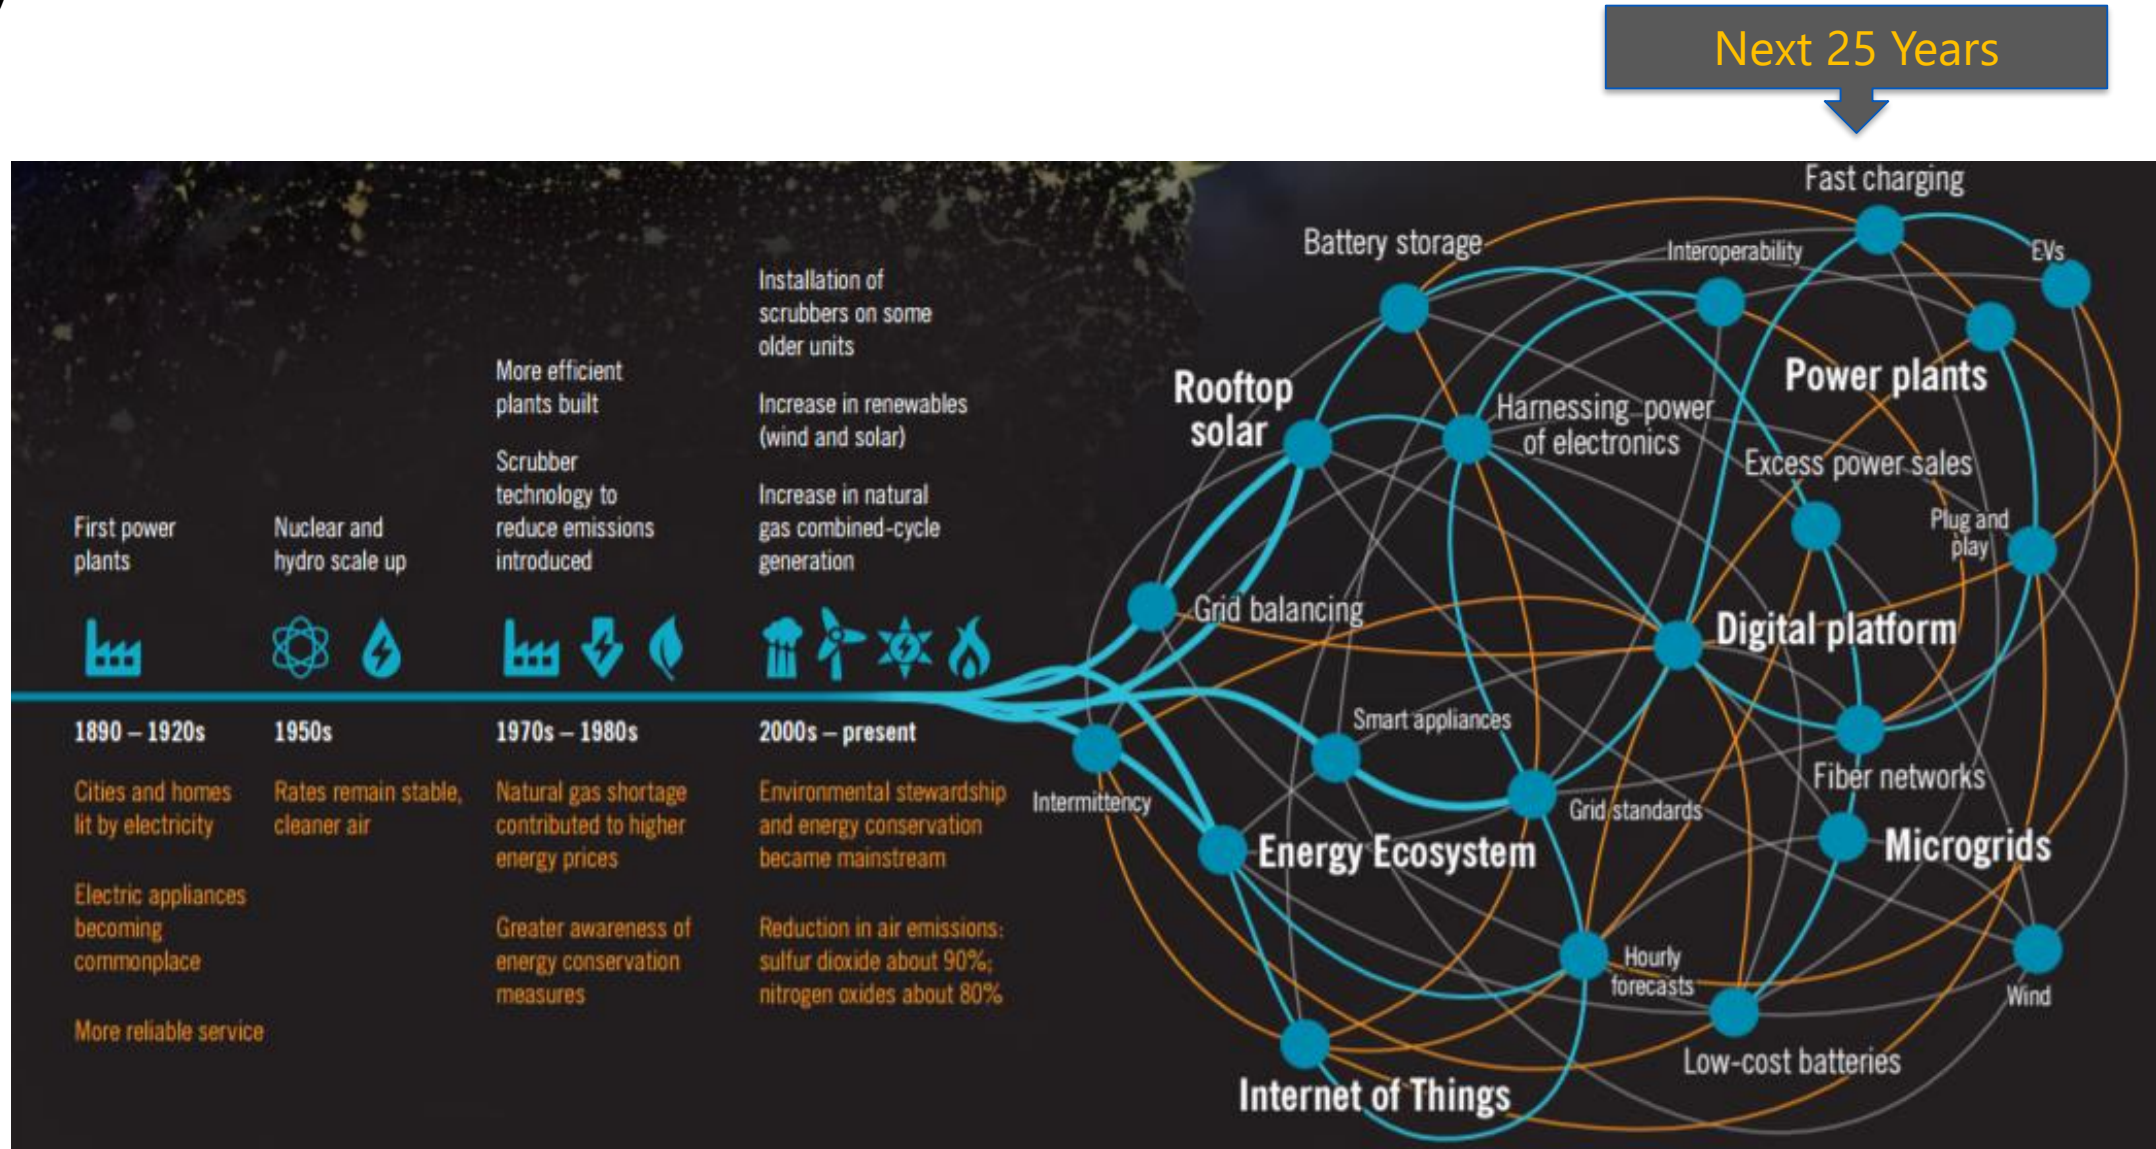 Next 25 Years
First power
plants
Nuclear and
hydro scale up
More efficient
plants built
Scrubber
technology to
reduce emissions
introduced
Installation of
scrubbers on some
older units
Increase in renewables
(wind and solar)
Increase in natural
gas combined-cycle
generation
1890 – 1920s
1950s
1970s – 1980s
2000s – present
Cities and homes
lit by electricity
Electric appliances
becoming
commonplace
More reliable service
Rates remain stable,
cleaner air
Natural gas shortage
contributed to higher
energy prices
Greater awareness of
energy conservation
measures
Environmental stewardship
and energy conservation
became mainstream
Reduction in air emissions:
sulfur dioxide about 90%;
nitrogen oxides about 80%
Fast charging
Battery storage
Interoperability
EVs
Rooftop
solar
Power plants
Harnessing power
of electronics
Excess power sales
Plug and
play
Grid balancing
Digital platform
Smart appliances
Fiber networks
Intermittency
Grid standards
Energy Ecosystem
Microgrids
Hourly
forecasts
Wind
Low-cost batteries
Internet of Things